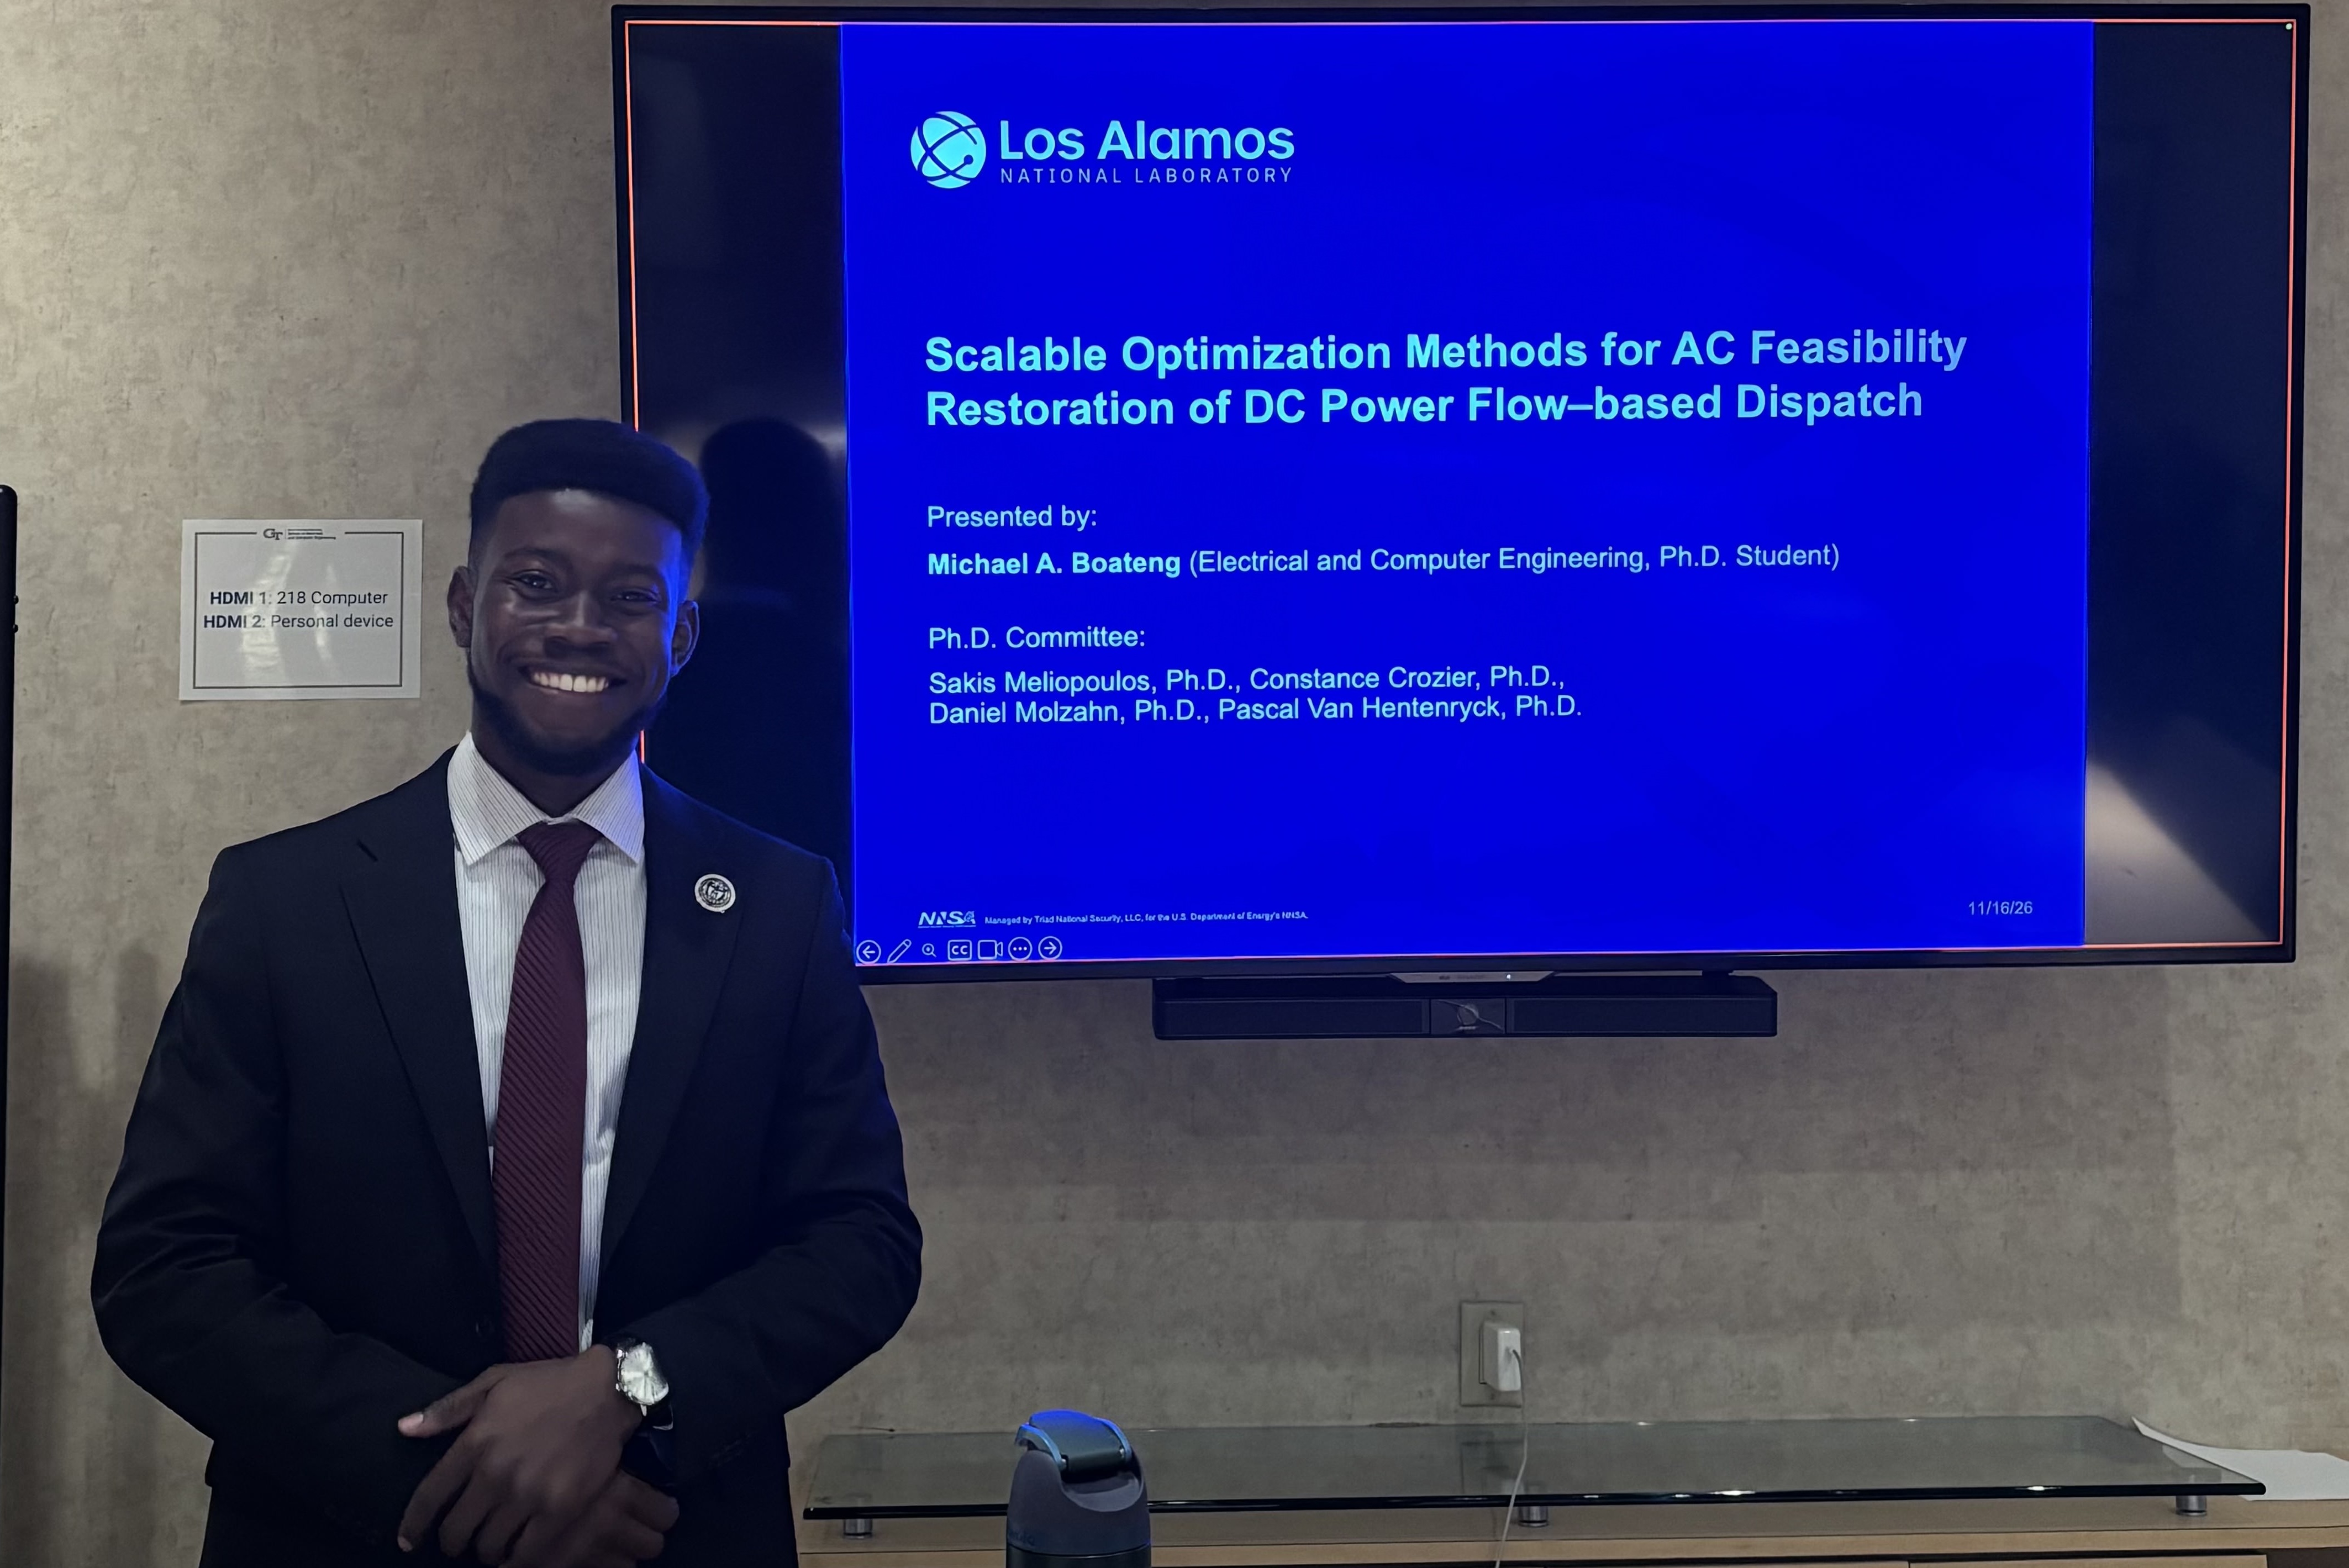 Los Alamos
NATIONAL LABORATORY
Scalable Optimization Methods for AC Feasibility
Restoration of DC Power Flow–based Dispatch
Presented by:
Michael A. Boateng (Electrical and Computer Engineering, Ph.D. Student)
Ph.D. Committee:
Sakis Meliopoulos, Ph.D., Constance Crozier, Ph.D.,
Daniel Molzahn, Ph.D., Pascal Van Hentenryck, Ph.D.
NNSA Managed by Triad National Security, LLC, for the U.S. Department of Energy's NNSA.
11/16/26
CC
GT
HDMI 1: 218 Computer
HDMI 2: Personal device